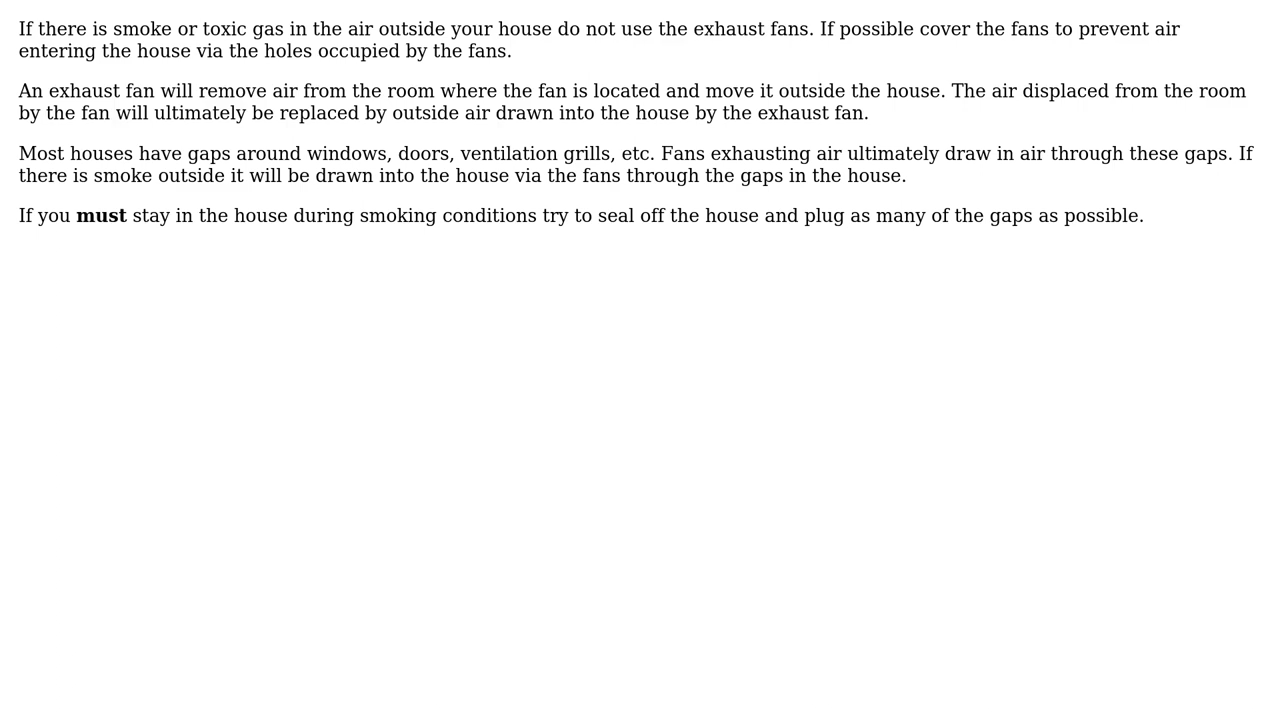 If there is smoke or toxic gas in the air outside your house do not use the exhaust fans. If possible cover the fans to prevent air
entering the house via the holes occupied by the fans.
An exhaust fan will remove air from the room where the fan is located and move it outside the house. The air displaced from the room
by the fan will ultimately be replaced by outside air drawn into the house by the exhaust fan.
Most houses have gaps around windows, doors, ventilation grills, etc. Fans exhausting air ultimately draw in air through these gaps. If
there is smoke outside it will be drawn into the house via the fans through the gaps in the house.
If you must stay in the house during smoking conditions try to seal off the house and plug as many of the gaps as possible.